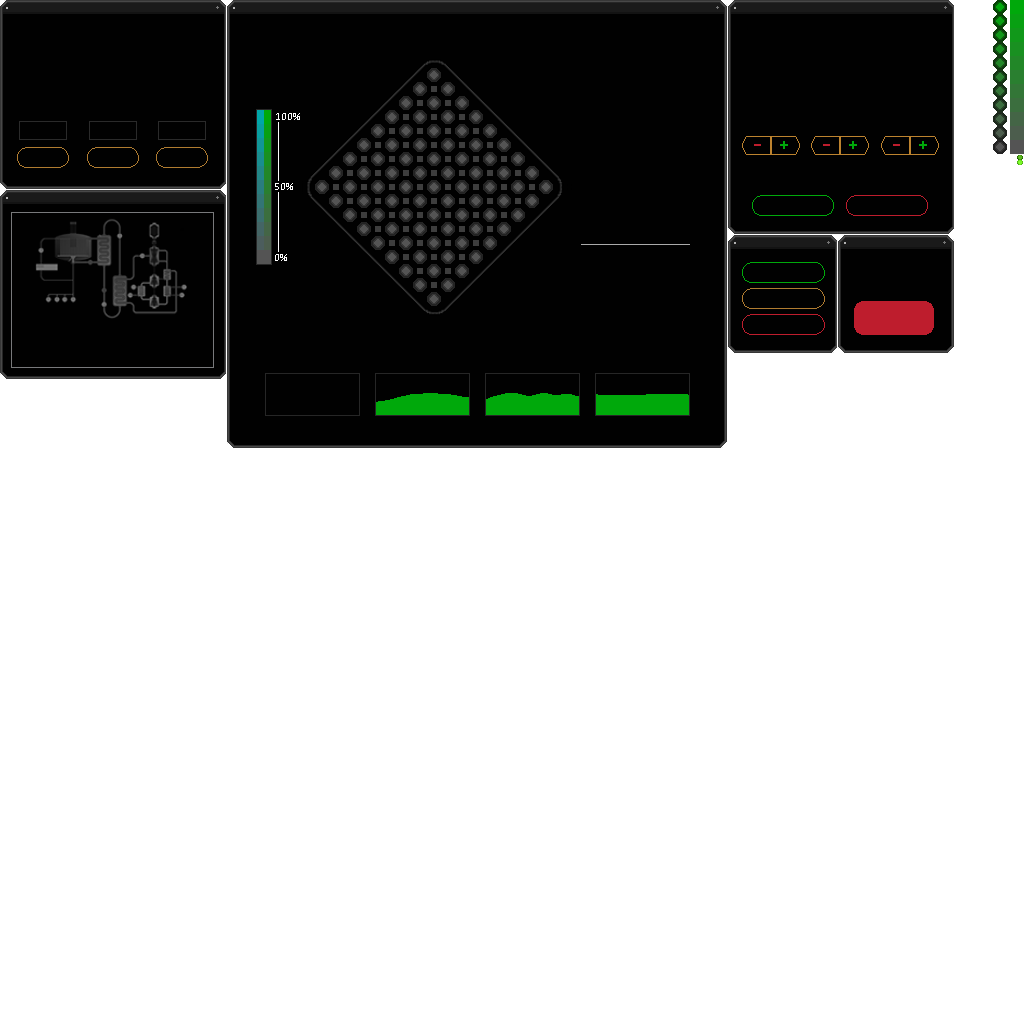 100%
50%
0%
- + - + - +